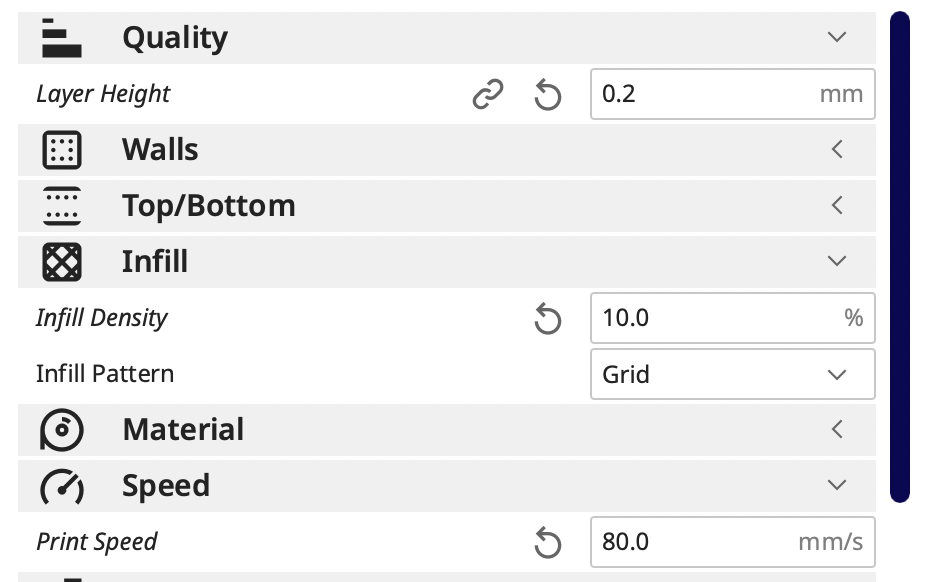 Quality
Layer Height 0.2 mm
Walls
Top/Bottom
Infill
Infill Density 10.0 %
Infill Pattern Grid
Material
Speed
Print Speed 80.0 mm/s